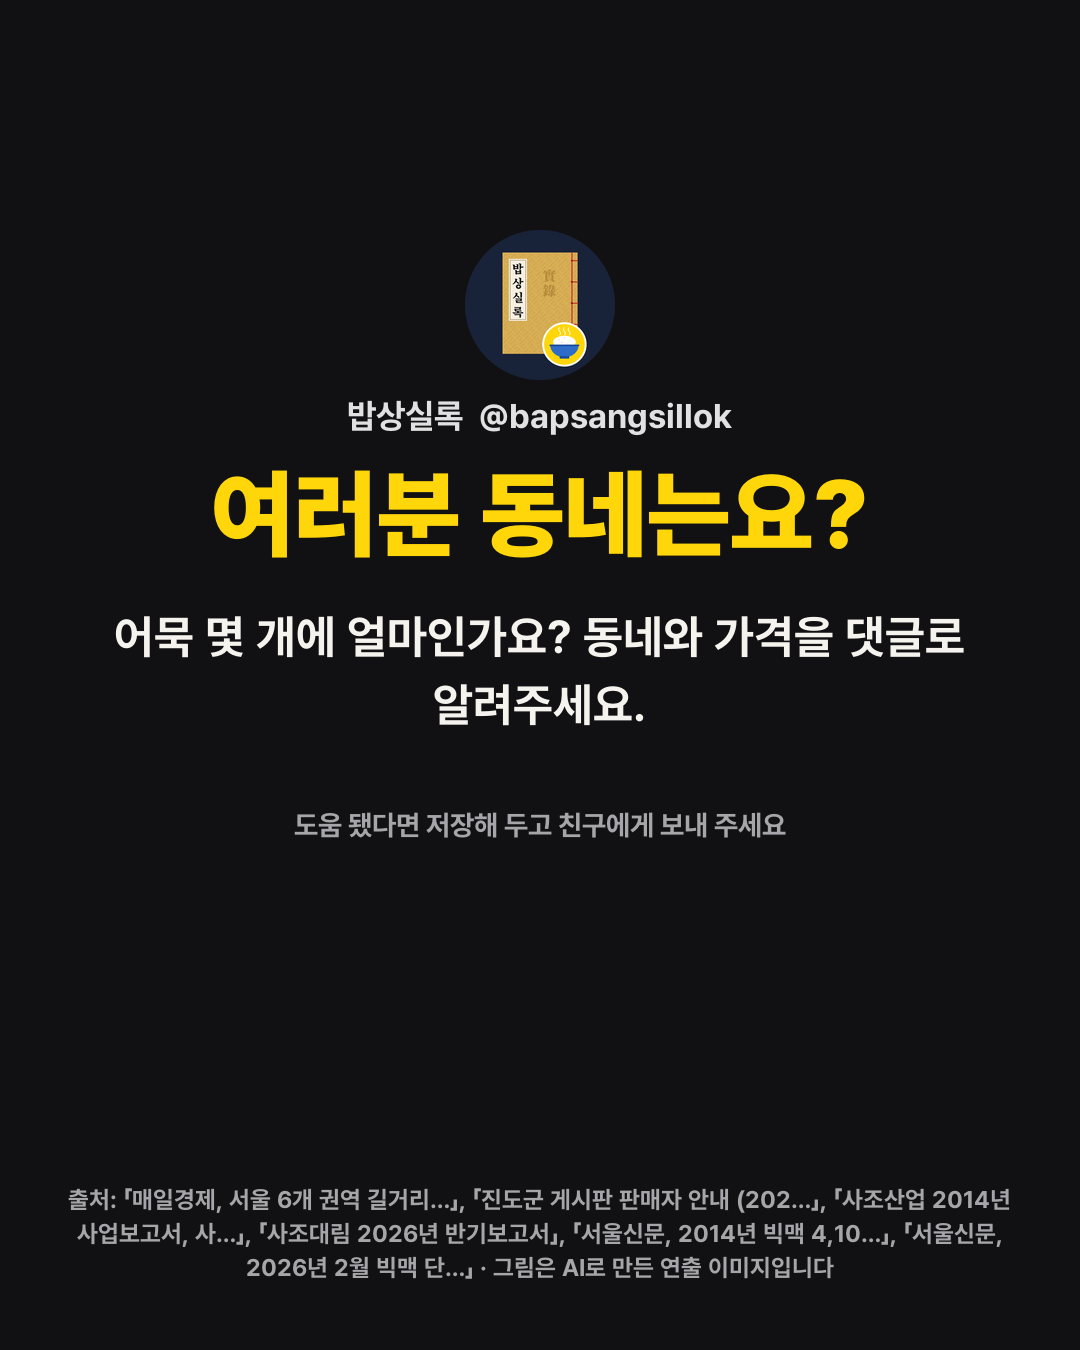 밥상실록
實錄
밥상실록 @bapsangsillok
여러분 동네는요?
어묵 몇 개에 얼마인가요? 동네와 가격을 댓글로
알려주세요.
도움 됐다면 저장해 두고 친구에게 보내 주세요
출처: 「매일경제, 서울 6개 권역 길거리...」, 「진도군 게시판 판매자 안내 (202...」, 「사조산업 2014년
사업보고서, 사...」, 「사조대림 2026년 반기보고서」, 「서울신문, 2014년 빅맥 4,10...」, 「서울신문,
2026년 2월 빅맥 단...」 · 그림은 AI로 만든 연출 이미지입니다